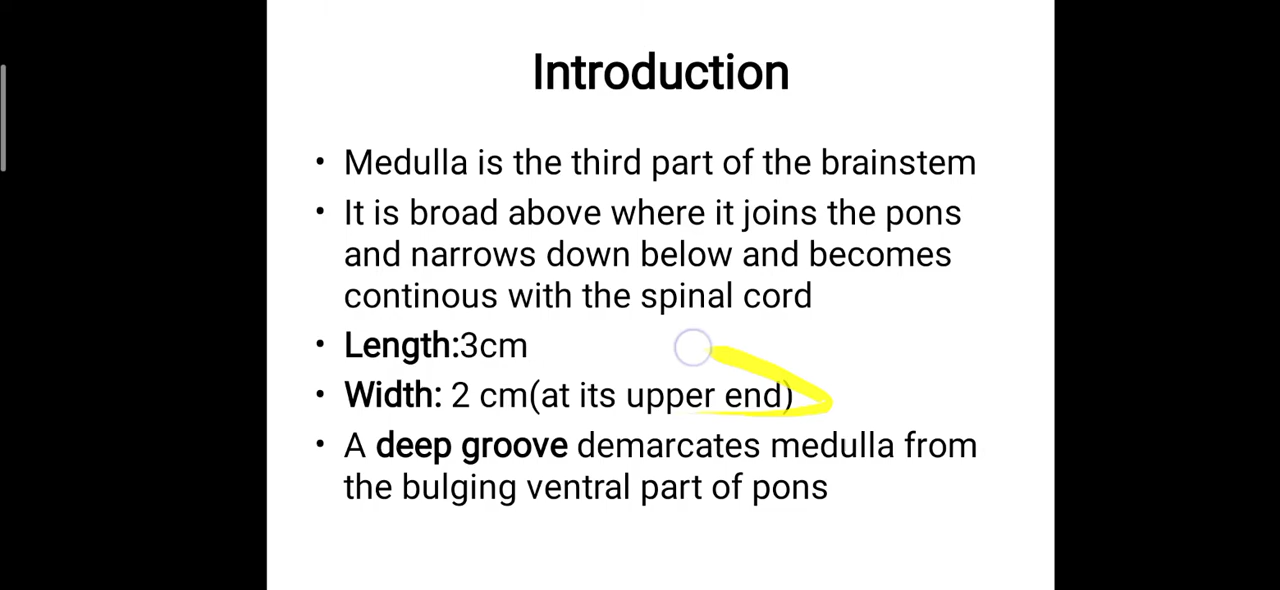 Introduction
• Medulla is the third part of the brainstem
• It is broad above where it joins the pons
and narrows down below and becomes
continous with the spinal cord
• Length:3cm
• Width: 2 cm(at its upper end)
• A deep groove demarcates medulla from
the bulging ventral part of pons